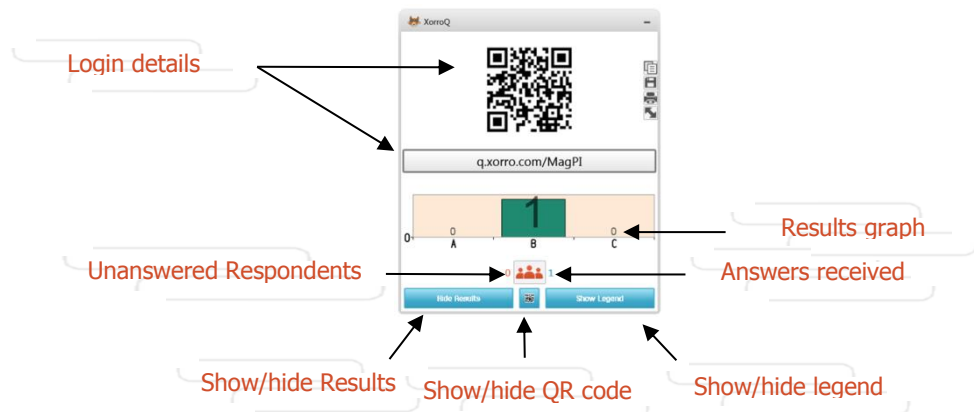 XorroQ
Login details
q.xorro.com/MagPI
1
0 0
0
A B C
Results graph
Unanswered Respondents
0 1
Answers received
Hide Results Show Legend
Show/hide Results
Show/hide QR code
Show/hide legend